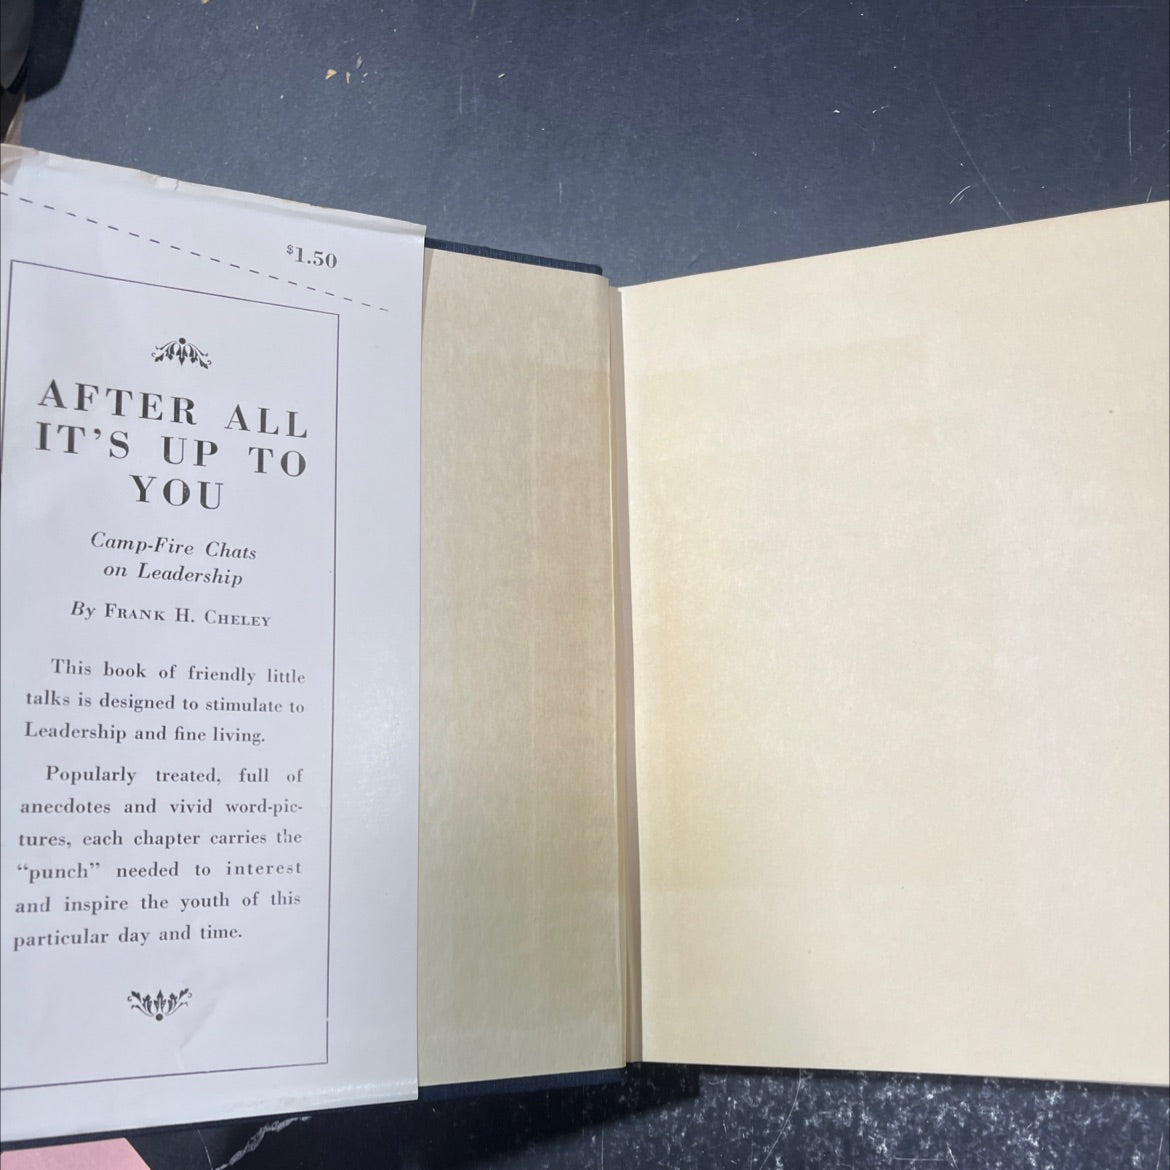 $1.50
AFTER ALL
IT'S UP TO
YOU
Camp-Fire Chats
on Leadership
By FRANK H. CHELEY
This book of friendly little
talks is designed to stimulate to
Leadership and fine living.
Popularly treated, full of
anecdotes and vivid word-pic-
tures, each chapter carries the
“punch” needed to interest
and inspire the youth of this
particular day and time.